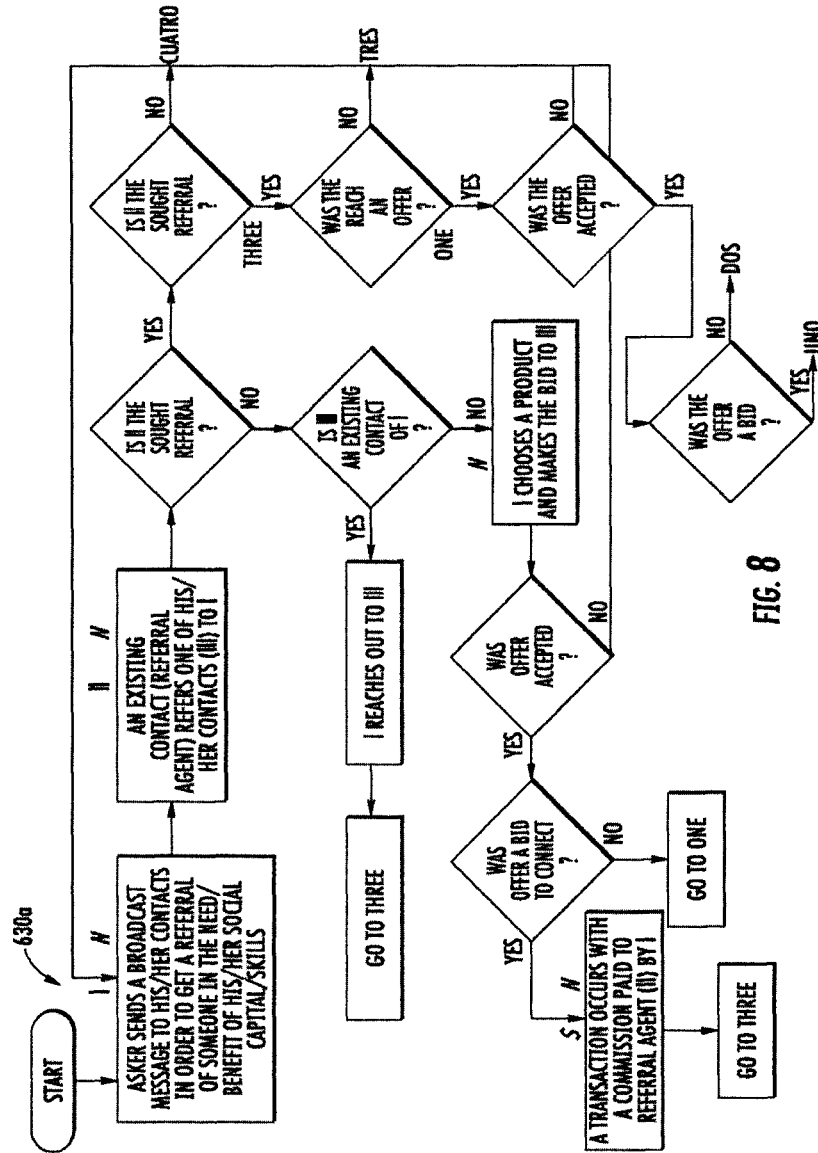 START
630a
I
N
ASKER SENDS A BROADCAST
MESSAGE TO HIS/HER CONTACTS
IN ORDER TO GET A REFERRAL
OF SOMEONE IN THE NEED/
BENEFIT OF HIS/HER SOCIAL
CAPITAL/SKILLS
II
N
AN EXISTING
CONTACT (REFERRAL
AGENT) REFERS ONE OF HIS/
HER CONTACTS (III) TO I
IS II THE
SOUGHT
REFERRAL
?
YES
NO
IS II THE
SOUGHT
REFERRAL
?
NO
CUATRO
THREE
YES
GO TO THREE
I REACHES OUT TO III
YES
IS III
AN EXISTING
CONTACT
OF I
?
NO
WAS THE
REACH
AN
OFFER
?
NO
TRES
ONE
YES
WAS
OFFER A BID
TO CONNECT
?
YES
NO
YES
WAS
OFFER
ACCEPTED
?
NO
N
I CHOOSES A PRODUCT
AND MAKES THE BID TO III
WAS THE
OFFER
ACCEPTED
?
NO
YES
$
N
A TRANSACTION OCCURS WITH
A COMMISSION PAID TO
REFERRAL AGENT (II) BY I
GO TO THREE
GO TO ONE
WAS THE
OFFER
A BID
?
NO
DOS
YES
UNO
FIG. 8